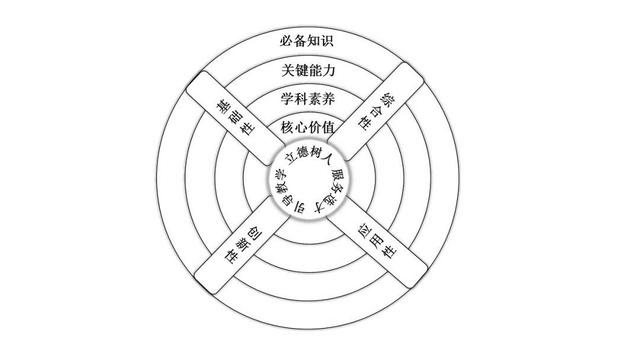 必备知识
关键能力
学科素养
核心价值
基础性
综合性
立德树人
服务选才
引导教学
创新性
应用性